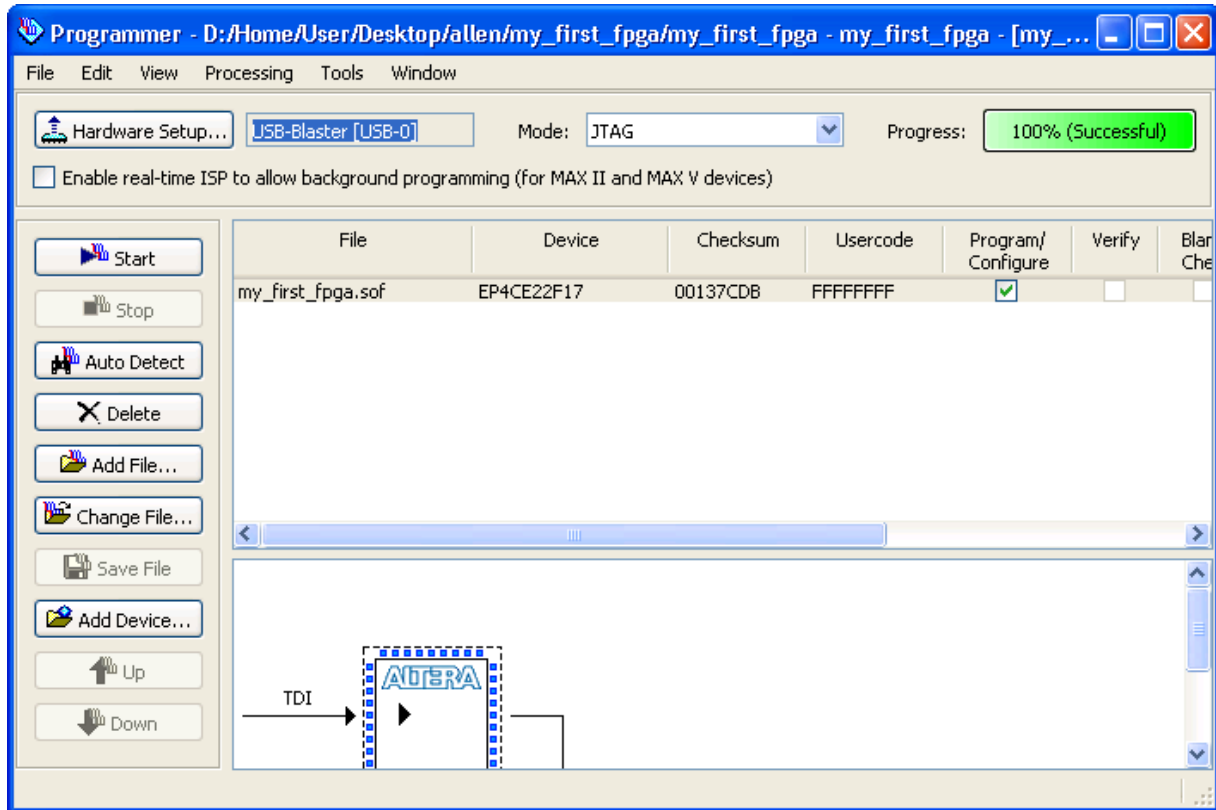 Programmer - D:/Home/User/Desktop/allen/my_first_fpga/my_first_fpga - my_first_fpga - [my_...
File Edit View Processing Tools Window
Hardware Setup... USB-Blaster [USB-0] Mode: JTAG Progress: 100% (Successful)
Enable real-time ISP to allow background programming (for MAX II and MAX V devices)
File Device Checksum Usercode Program/ Verify Blar
Configure Che
my_first_fpga.sof EP4CE22F17 00137CDB FFFFFFFF
Start
Stop
Auto Detect
Delete
Add File...
Change File...
Save File
Add Device...
Up
Down
ALTERA
TDI